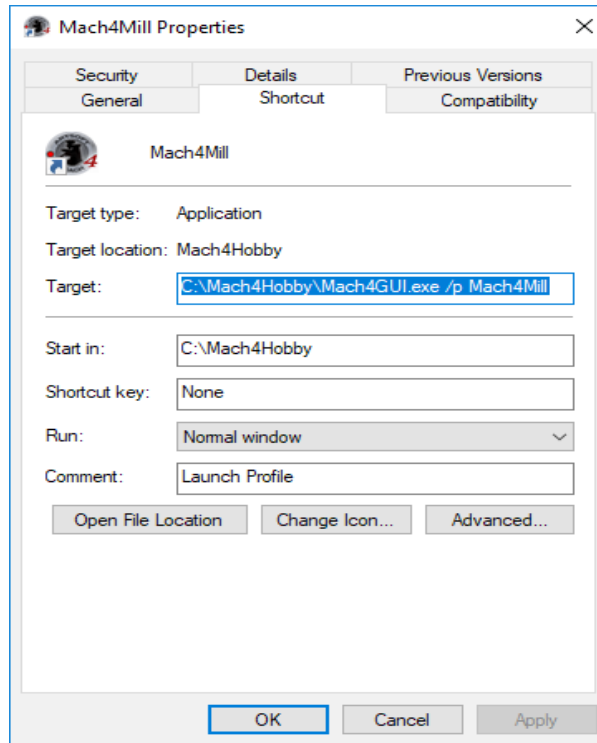 Mach4Mill Properties
Security Details Previous Versions
General Shortcut Compatibility
4 Mach4Mill
Target type: Application
Target location: Mach4Hobby
Target: C:\Mach4Hobby\Mach4GUI.exe /p Mach4Mill
Start in: C:\Mach4Hobby
Shortcut key: None
Run: Normal window
Comment: Launch Profile
Open File Location Change Icon... Advanced...
OK Cancel Apply